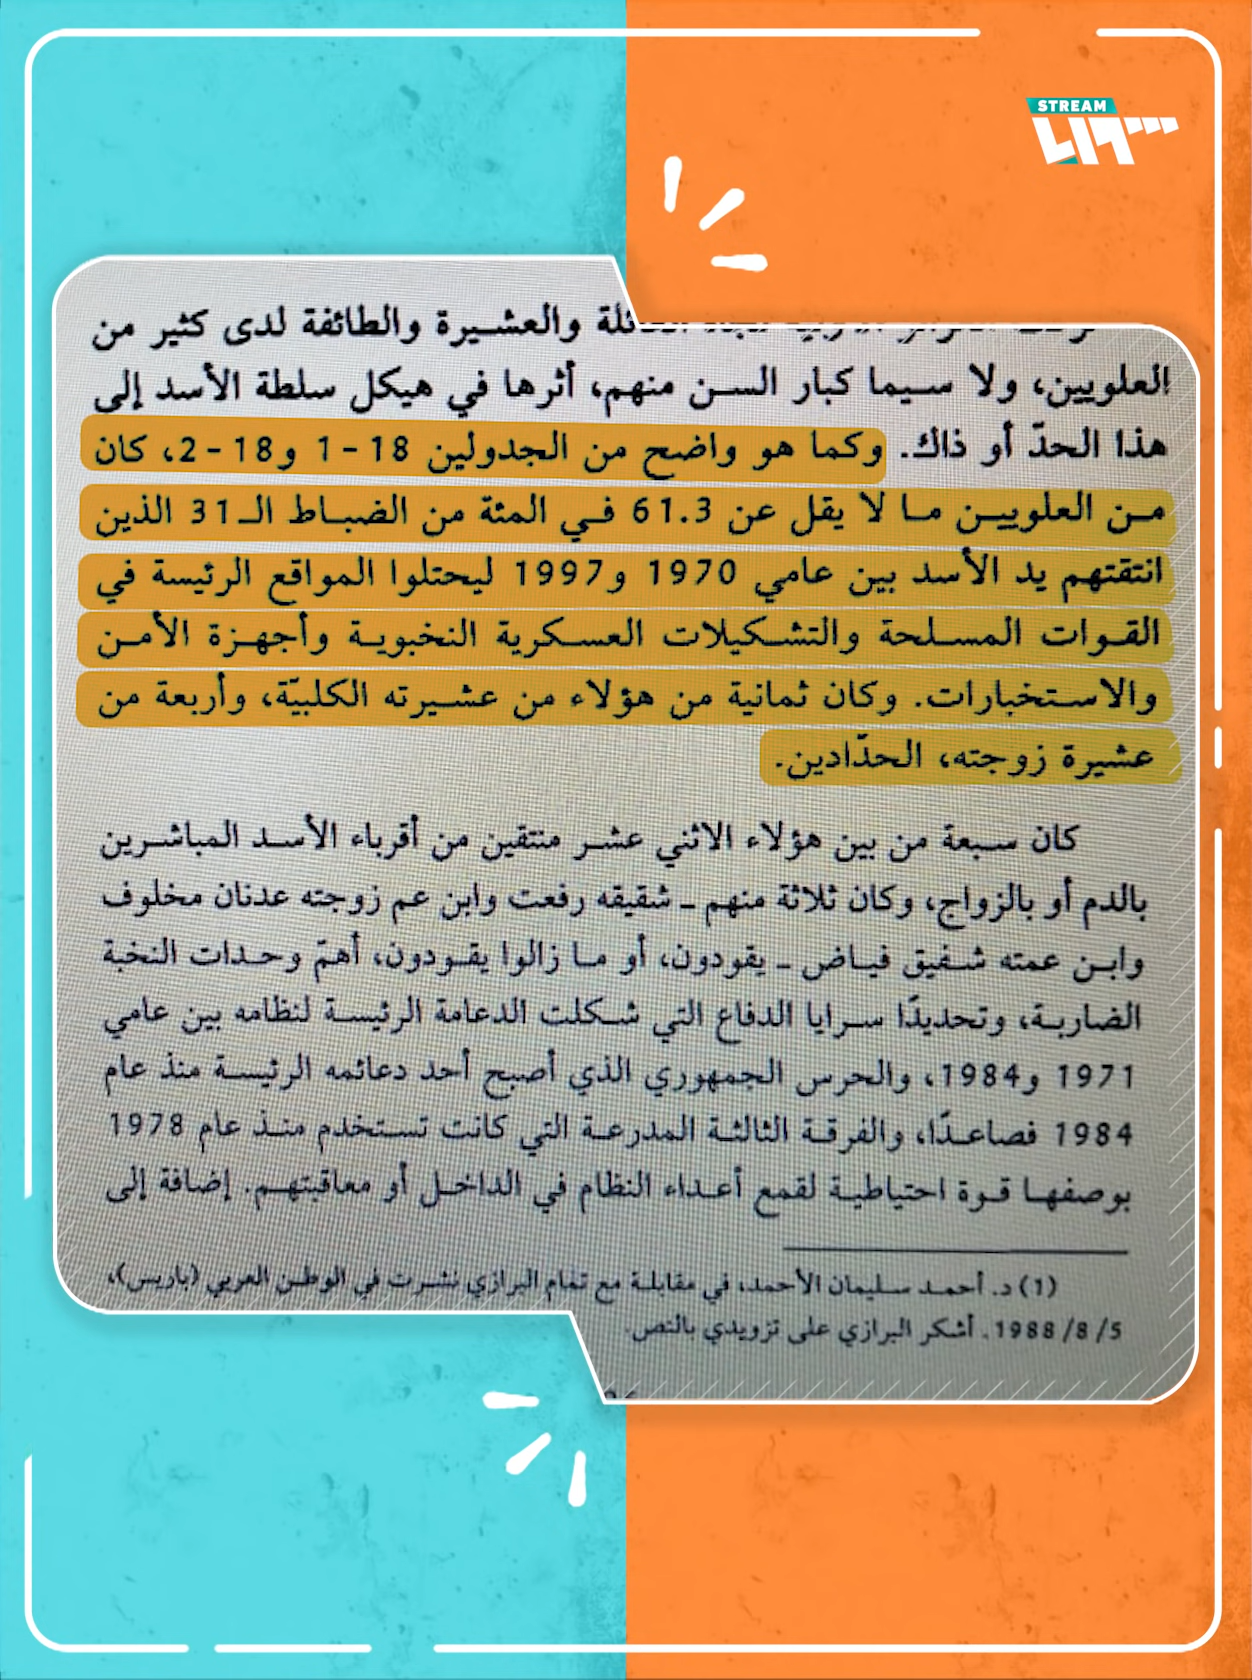 STREAM
والعشيرة والطائفة لدى كثير من
العلويين، ولا سيما كبار السن منهم، أثرها في هيكل سلطة الأسد إلى
هذا الحدّ أو ذاك. وكما هو واضح من الجدولين 18-1 و18-2، كان
من العلويين ما لا يقل عن 61.3 في المئة من الضباط الـ31 الذين
انتقتهم يد الأسد بين عامي 1970 و1997 ليحتلوا المواقع الرئيسة في
القوات المسلحة والتشكيلات العسكرية النخبوية وأجهزة الأمن
والاستخبارات. وكان ثمانية من هؤلاء من عشيرته الكلبيّة، وأربعة من
عشيرة زوجته، الحدّادين.
كان سبعة من بين هؤلاء الاثني عشر منتقين من أقرباء الأسد المباشرين
بالدم أو بالزواج، وكان ثلاثة منهم ـ شقيقه رفعت وابن عم زوجته عدنان مخلوف
وابن عمته شفيق فياض ـ يقودون، أو ما زالوا يقودون، أهمّ وحدات النخبة
الضاربة، وتحديدًا سرايا الدفاع التي شكلت الدعامة الرئيسة لنظامه بين عامي
1971 و1984، والحرس الجمهوري الذي أصبح أحد دعائمه الرئيسة منذ عام
1984 فصاعدًا، والفرقة الثالثة المدرعة التي كانت تستخدم منذ عام 1978
بوصفها قوة احتياطية لقمع أعداء النظام في الداخل أو معاقبتهم. إضافة إلى
(1) د. أحمد سليمان الأحمد، في مقابلة مع تمام البرازي نشرت في الوطن العربي (باريس)،
5/ 8/ 1988. أشكر البرازي على تزويدي بالنص.